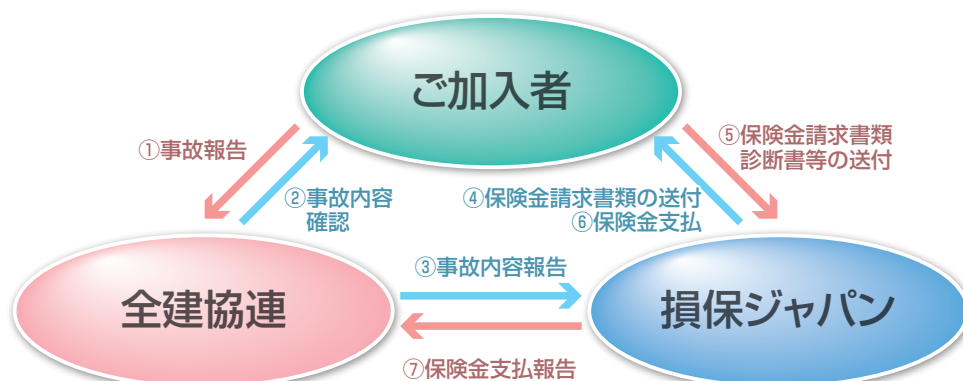 ご加入者
①事故報告
②事故内容
確認
④保険金請求書類の送付
⑥保険金支払
⑤保険金請求書類
診断書等の送付
全建協連
③事故内容報告
⑦保険金支払報告
損保ジャパン